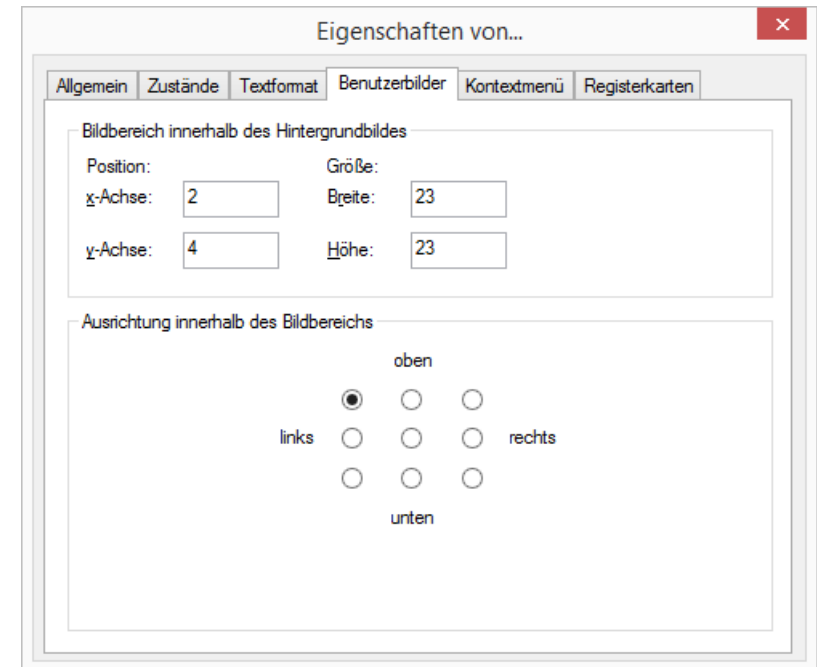 Eigenschaften von...
Allgemein Zustände Textformat Benutzerbilder Kontextmenü Registerkarten
Bildbereich innerhalb des Hintergrundbildes
Position: Größe:
x-Achse: 2 Breite: 23
y-Achse: 4 Höhe: 23
Ausrichtung innerhalb des Bildbereichs
oben
links rechts
unten